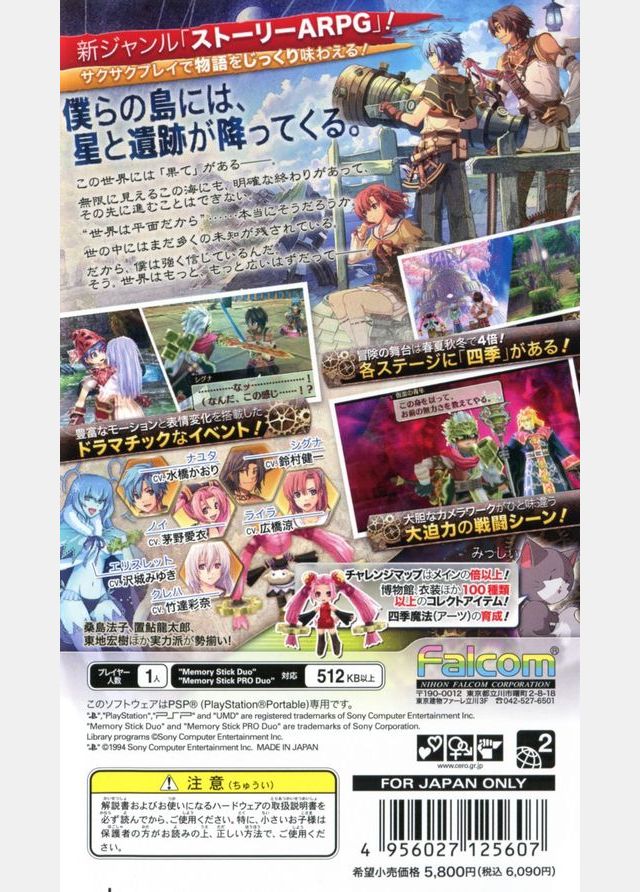 新ジャンル「ストーリーARPG」!
サクサクプレイで物語をじっくり味わえる!
僕らの島には、
星と遺跡が降ってくる。
この世界には“果て”がある――。
無限に見えるこの海にも、明確な終わりがあって、
その先に進むことはできない。
“世界は平面だから”……本当にそうだろうか。
世の中にはまだ多くの未知が残されている。
だから、僕は強く信じているんだ。
そう、世界はもっと、もっと広いはずだって――
シグナ
…………なッ…………
(なんだ、この感じ……!?
冒険の舞台は春夏秋冬で4倍!
各ステージに「四季」がある!
豊富なモーションと表情変化を搭載した
ドラマチックなイベント!
仮面の青年
この身を以って、
お前の無力さを教えてやる。
大胆なカメラワークがひと味違う
大迫力の戦闘シーン!
ナユタ
CV.水橋かおり
シグナ
CV.鈴村健一
ノイ
CV.茅野愛衣
ライラ
CV.広橋涼
エリスレット
CV.沢城みゆき
クレハ
CV.竹達彩奈
桑島法子、置鮎龍太郎、
東地宏樹ほか実力派が勢揃い!
みっしぃ
チャレンジマップはメインの倍以上!
博物館、衣装ほか100種類
以上のコレクトアイテム!
四季魔法(アーツ)の育成!
Falcom®
NIHON FALCOM CORPORATION
〒190-0012 東京都立川市曙町2-8-18
東京建物ファーレ立川3F ☎042-527-6501
プレイヤー人数 1人 "Memory Stick Duo" "Memory Stick PRO Duo" 対応 512KB以上
このソフトウェアはPSP®(PlayStation®Portable)専用です。
"PS", "PlayStation", "PSP" and "UMD" are registered trademarks of Sony Computer Entertainment Inc.
"Memory Stick Duo" and "Memory Stick PRO Duo" are trademarks of Sony Corporation.
Library programs ©Sony Computer Entertainment Inc.
©1994 Sony Computer Entertainment Inc. MADE IN JAPAN
www.cero.gr.jp
2
注意(ちゅうい)
解説書およびお使いになるハードウェアの取扱説明書を
必ず読んでから、ご使用ください。特に、小さいお子様は
保護者の方がお読みの上、正しい方法で、ご使用ください。
FOR JAPAN ONLY
4 956027 125607
希望小売価格 5,800円(税込 6,090円)